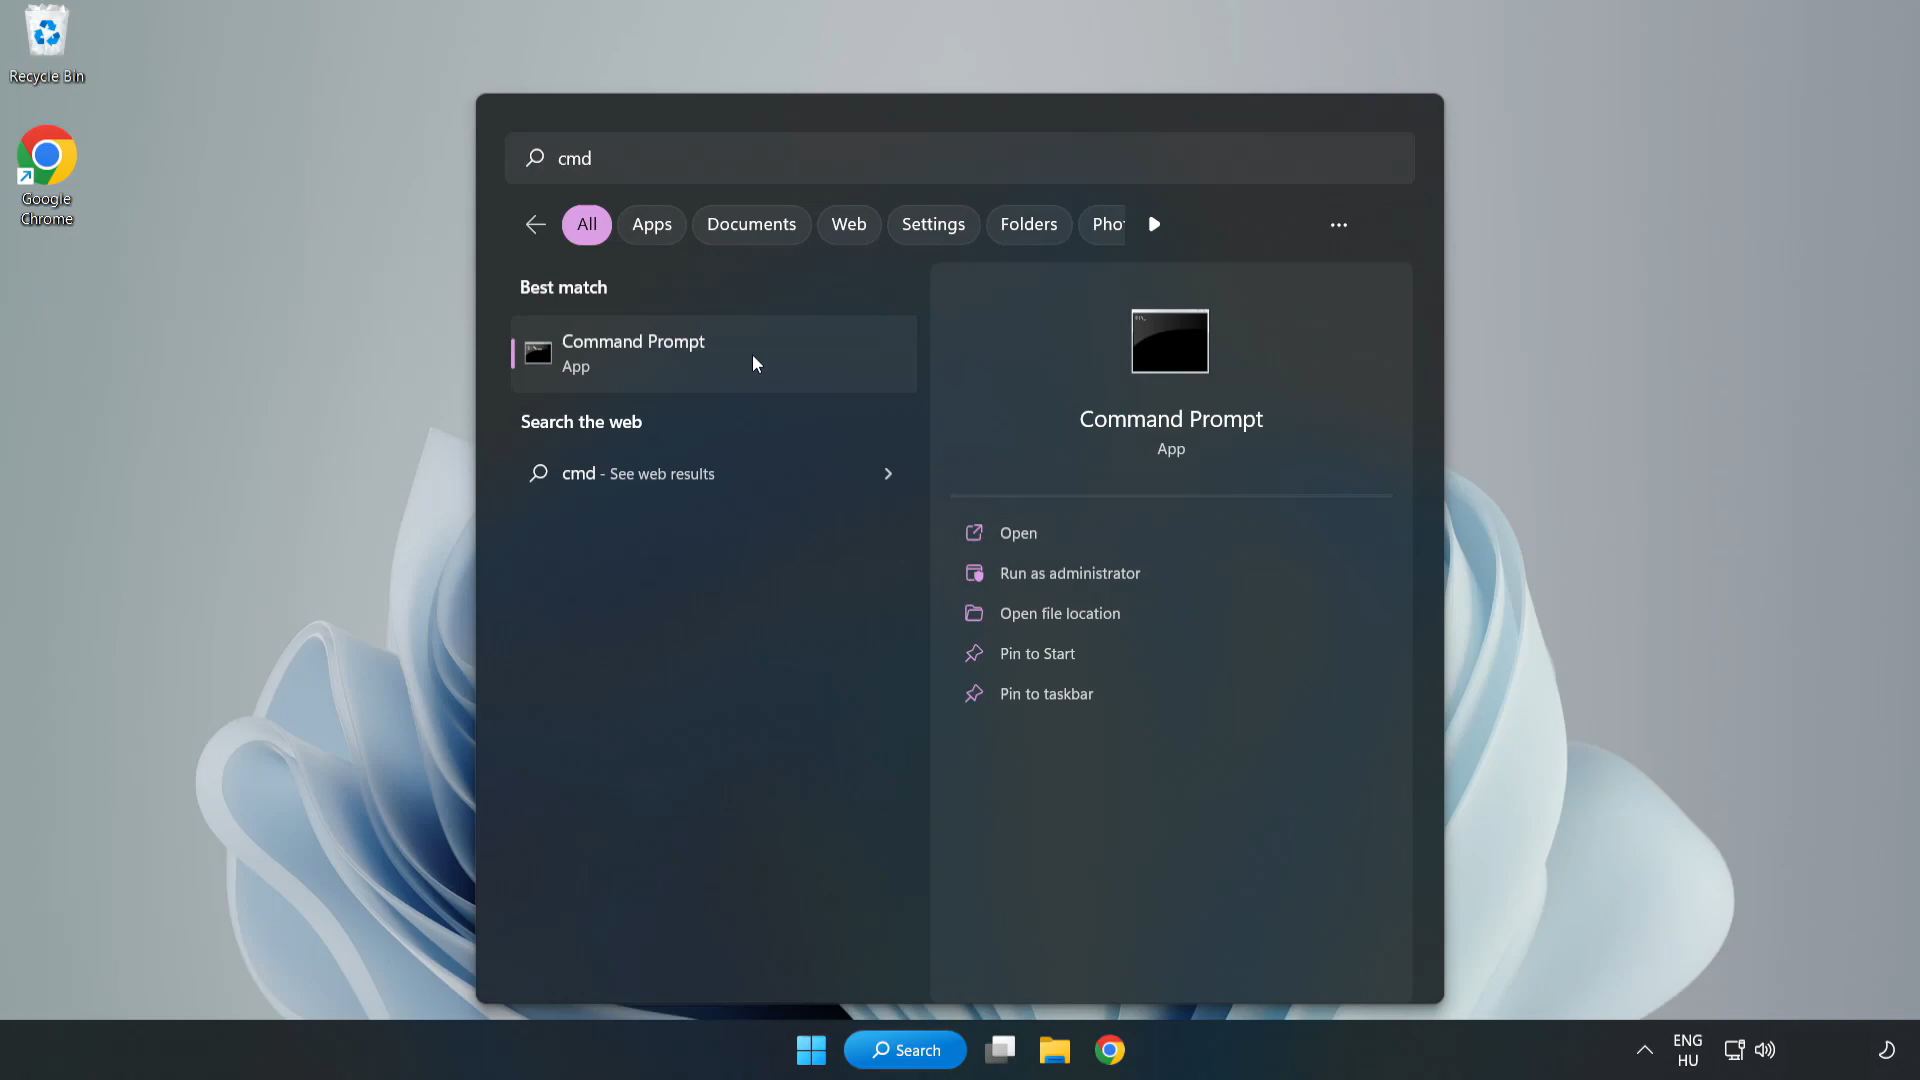 Recycle Bin
Google
Chrome
cmd
All
Apps
Documents
Web
Settings
Folders
Pho
Best match
Command Prompt
App
Search the web
cmd - See web results
Command Prompt
App
Open
Run as administrator
Open file location
Pin to Start
Pin to taskbar
Search
ENG
HU